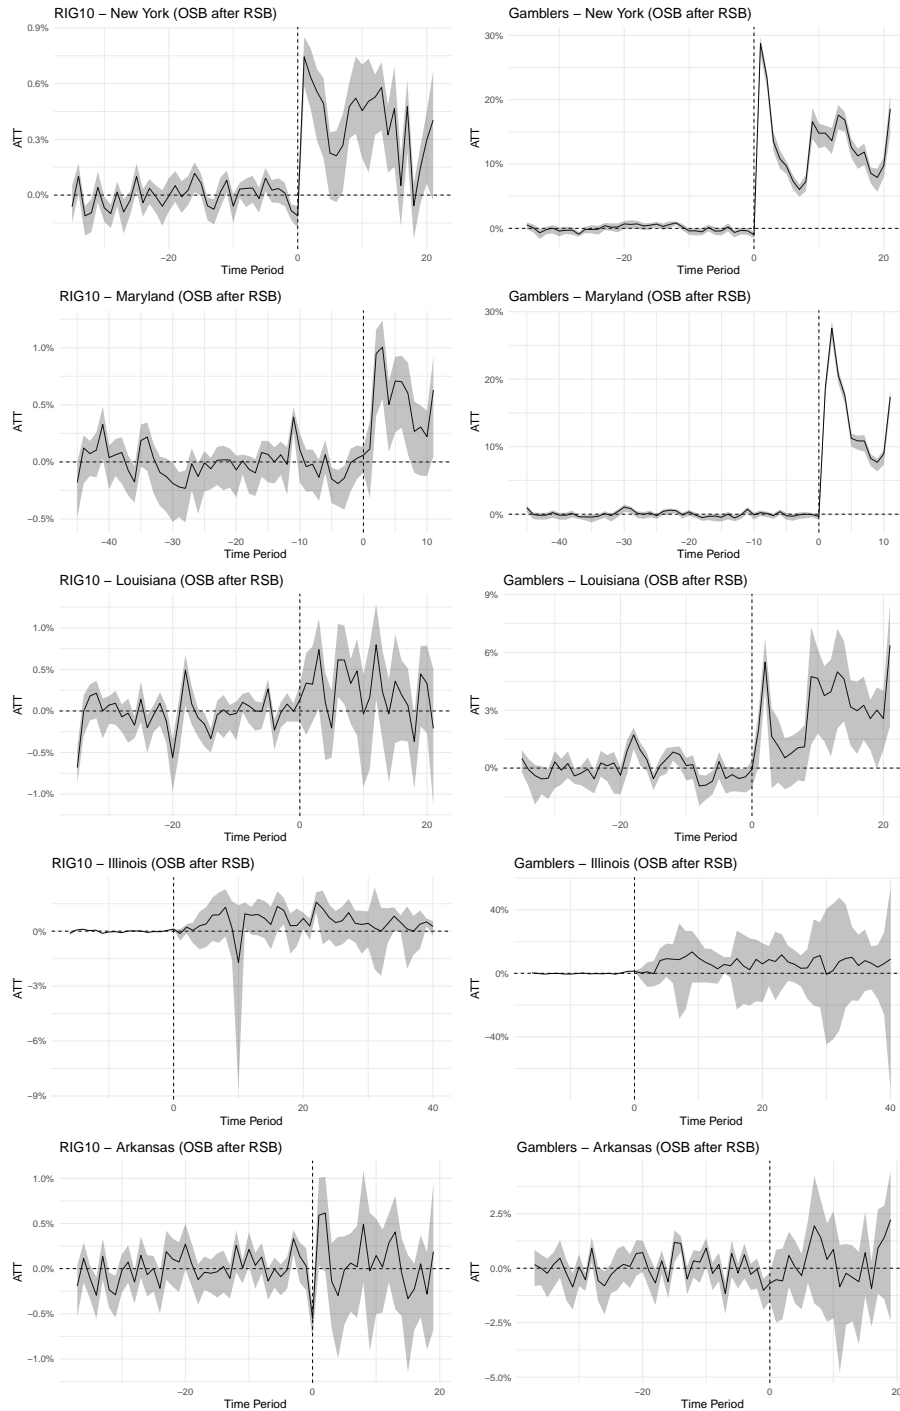 RIG10 – New York (OSB after RSB)
0.9%
0.6%
0.3%
0.0%
ATT
−20
0
20
Time Period
Gamblers – New York (OSB after RSB)
30%
20%
10%
0%
ATT
−20
0
20
Time Period
RIG10 – Maryland (OSB after RSB)
1.0%
0.5%
0.0%
−0.5%
ATT
−40
−30
−20
−10
0
10
Time Period
Gamblers – Maryland (OSB after RSB)
30%
20%
10%
0%
ATT
−40
−30
−20
−10
0
10
Time Period
RIG10 – Louisiana (OSB after RSB)
1.0%
0.5%
0.0%
−0.5%
−1.0%
ATT
−20
0
20
Time Period
Gamblers – Louisiana (OSB after RSB)
9%
6%
3%
0%
ATT
−20
0
20
Time Period
RIG10 – Illinois (OSB after RSB)
0%
−3%
−6%
−9%
ATT
0
20
40
Time Period
Gamblers – Illinois (OSB after RSB)
40%
0%
−40%
ATT
0
20
40
Time Period
RIG10 – Arkansas (OSB after RSB)
1.0%
0.5%
0.0%
−0.5%
−1.0%
ATT
−20
0
20
Time Period
Gamblers – Arkansas (OSB after RSB)
2.5%
0.0%
−2.5%
−5.0%
ATT
−20
0
20
Time Period